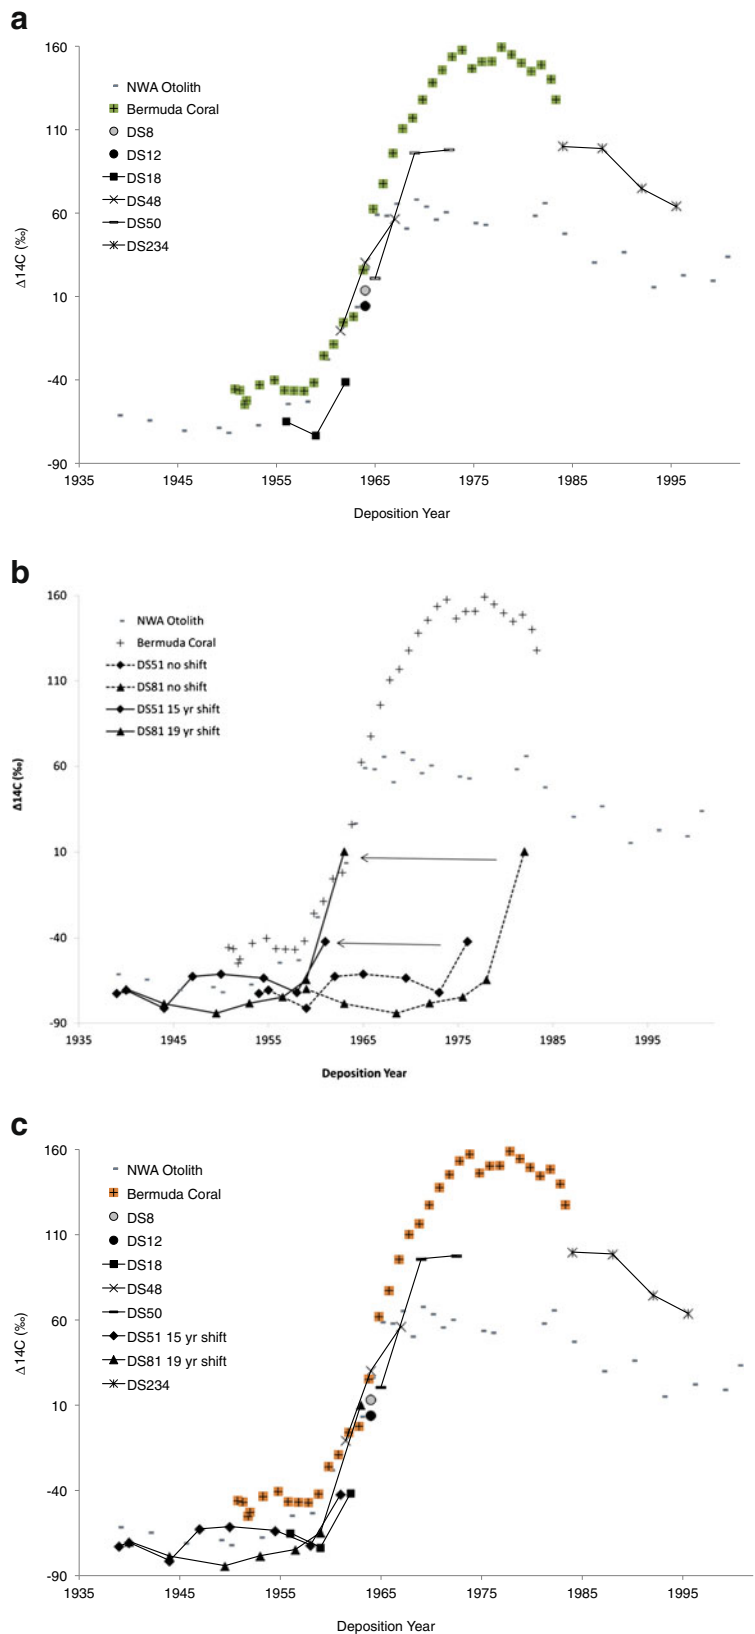 a
160
110
60
10
-40
-90
Δ14C (‰)
NWA Otolith
Bermuda Coral
DS8
DS12
DS18
DS48
DS50
DS234
1935 1945 1955 1965 1975 1985 1995
Deposition Year
b
160
110
60
10
-40
-90
Δ14C (‰)
NWA Otolith
Bermuda Coral
DS51 no shift
DS81 no shift
DS51 15 yr shift
DS81 19 yr shift
1935 1945 1955 1965 1975 1985 1995
Deposition Year
c
160
110
60
10
-40
-90
Δ14C (‰)
NWA Otolith
Bermuda Coral
DS8
DS12
DS18
DS48
DS50
DS51 15 yr shift
DS81 19 yr shift
DS234
1935 1945 1955 1965 1975 1985 1995
Deposition Year